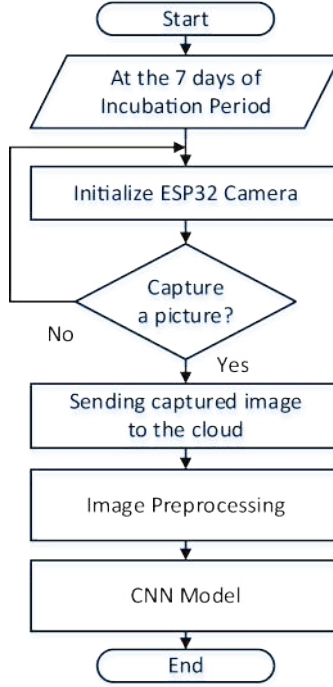 Start
At the 7 days of
Incubation Period
Initialize ESP32 Camera
Capture
a picture?
No
Yes
Sending captured image
to the cloud
Image Preprocessing
CNN Model
End